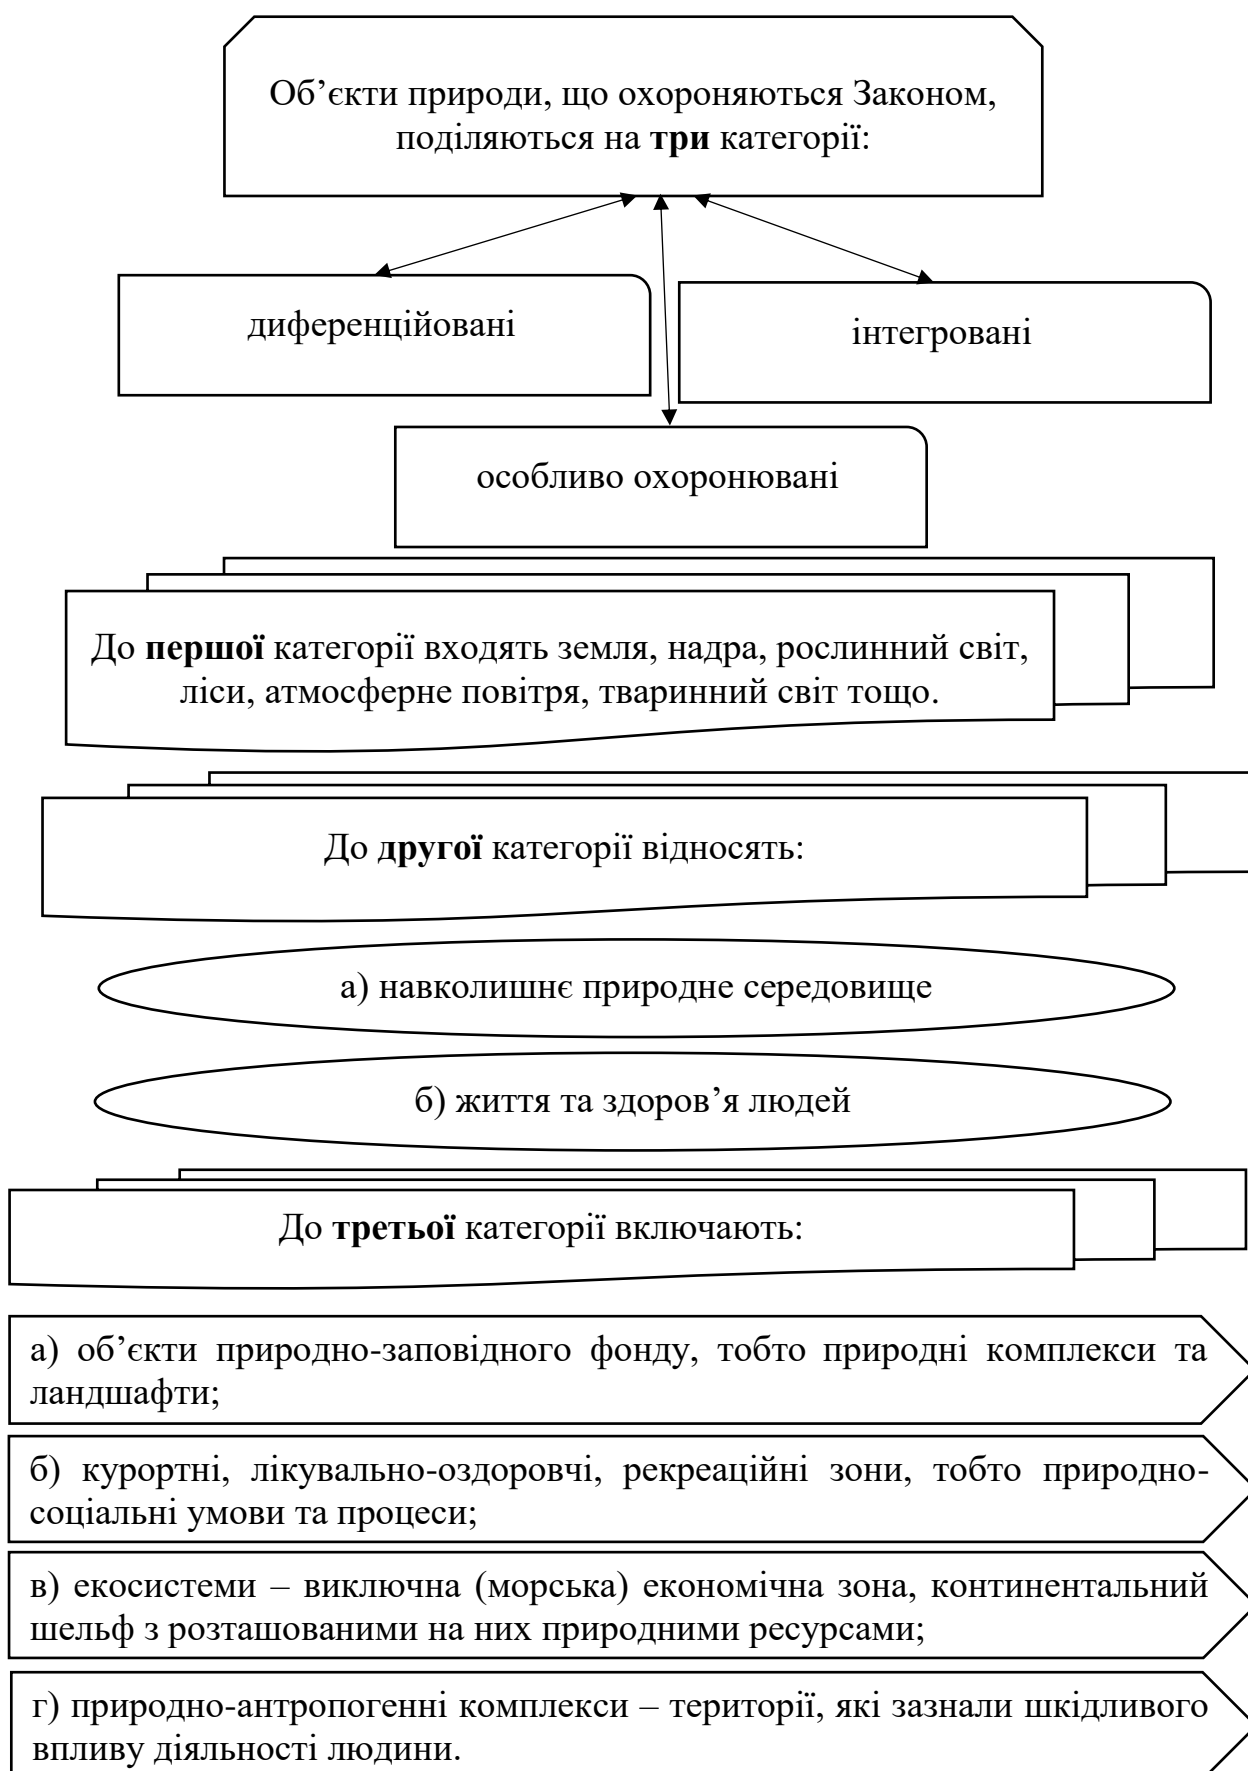 Об’єкти природи, що охороняються Законом,
поділяються на три категорії:
диференційовані
інтегровані
особливо охоронювані
До першої категорії входять земля, надра, рослинний світ,
ліси, атмосферне повітря, тваринний світ тощо.
До другої категорії відносять:
а) навколишнє природне середовище
б) життя та здоров’я людей
До третьої категорії включають:
а) об’єкти природно-заповідного фонду, тобто природні комплекси та
ландшафти;
б) курортні, лікувально-оздоровчі, рекреаційні зони, тобто природно-
соціальні умови та процеси;
в) екосистеми – виключна (морська) економічна зона, континентальний
шельф з розташованими на них природними ресурсами;
г) природно-антропогенні комплекси – території, які зазнали шкідливого
впливу діяльності людини.